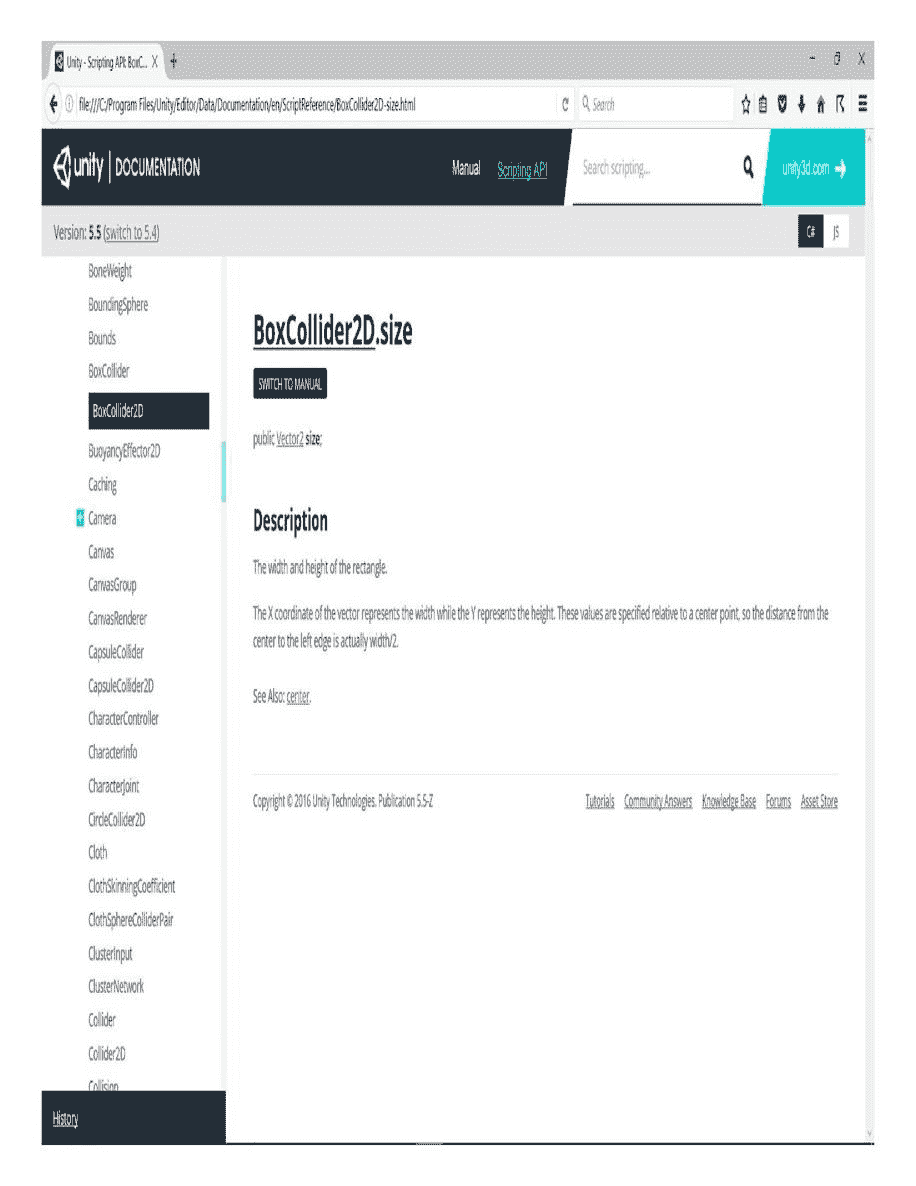 Unity - Scripting API: BoxC... X +
file:///C:/Program Files/Unity/Editor/Data/Documentation/en/ScriptReference/BoxCollider2D-size.html
Search
unity | DOCUMENTATION
Manual
Scripting API
Search scripting...
unity3d.com
Version: 5.5 (switch to 5.4)
C#
JS
BoneWeight
BoundingSphere
Bounds
BoxCollider
BoxCollider2D
BuoyancyEffector2D
Caching
Camera
Canvas
CanvasGroup
CanvasRenderer
CapsuleCollider
CapsuleCollider2D
CharacterController
CharacterInfo
CharacterJoint
CircleCollider2D
Cloth
ClothSkinningCoefficient
ClothSphereColliderPair
ClusterInput
ClusterNetwork
Collider
Collider2D
Collision
History
BoxCollider2D.size
SWITCH TO MANUAL
public Vector2 size;
Description
The width and height of the rectangle.
The X coordinate of the vector represents the width while the Y represents the height. These values are specified relative to a center point, so the distance from the
center to the left edge is actually width/2.
See Also: center.
Copyright © 2016 Unity Technologies. Publication 5.5-Z
Tutorials Community Answers Knowledge Base Forums Asset Store